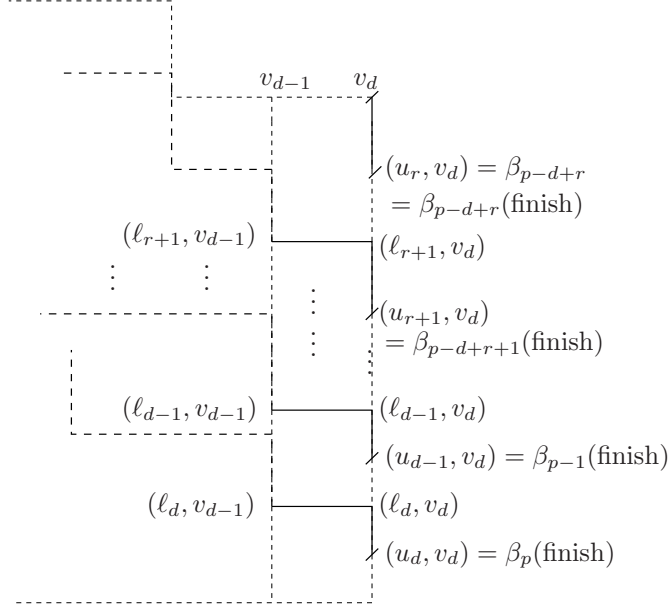 v_{d−1} v_d
(u_r, v_d) = β_{p−d+r}
= β_{p−d+r}(finish)
(ℓ_{r+1}, v_{d−1}) (ℓ_{r+1}, v_d)
(u_{r+1}, v_d)
= β_{p−d+r+1}(finish)
(ℓ_{d−1}, v_{d−1}) (ℓ_{d−1}, v_d)
(u_{d−1}, v_d) = β_{p−1}(finish)
(ℓ_d, v_{d−1}) (ℓ_d, v_d)
(u_d, v_d) = β_p(finish)